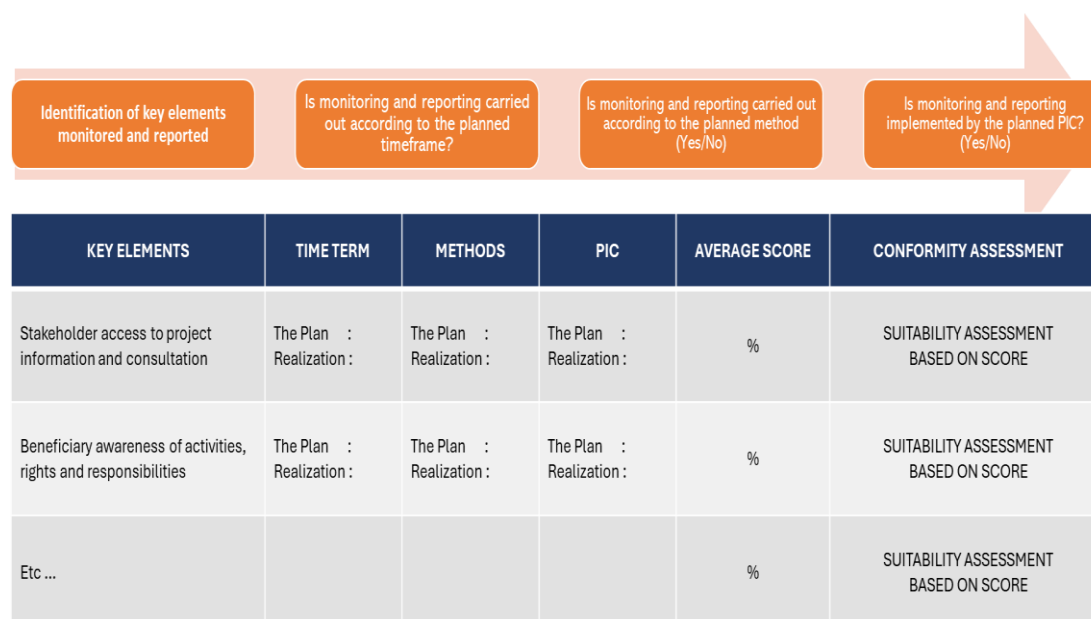 Identification of key elements
monitored and reported
Is monitoring and reporting carried
out according to the planned
timeframe?
Is monitoring and reporting carried out
according to the planned method
(Yes/No)
Is monitoring and reporting
implemented by the planned PIC?
(Yes/No)
KEY ELEMENTS
TIME TERM
METHODS
PIC
AVERAGE SCORE
CONFORMITY ASSESSMENT
Stakeholder access to project
information and consultation
The Plan :
Realization :
The Plan :
Realization :
The Plan :
Realization :
%
SUITABILITY ASSESSMENT
BASED ON SCORE
Beneficiary awareness of activities,
rights and responsibilities
The Plan :
Realization :
The Plan :
Realization :
The Plan :
Realization :
%
SUITABILITY ASSESSMENT
BASED ON SCORE
Etc ...
%
SUITABILITY ASSESSMENT
BASED ON SCORE